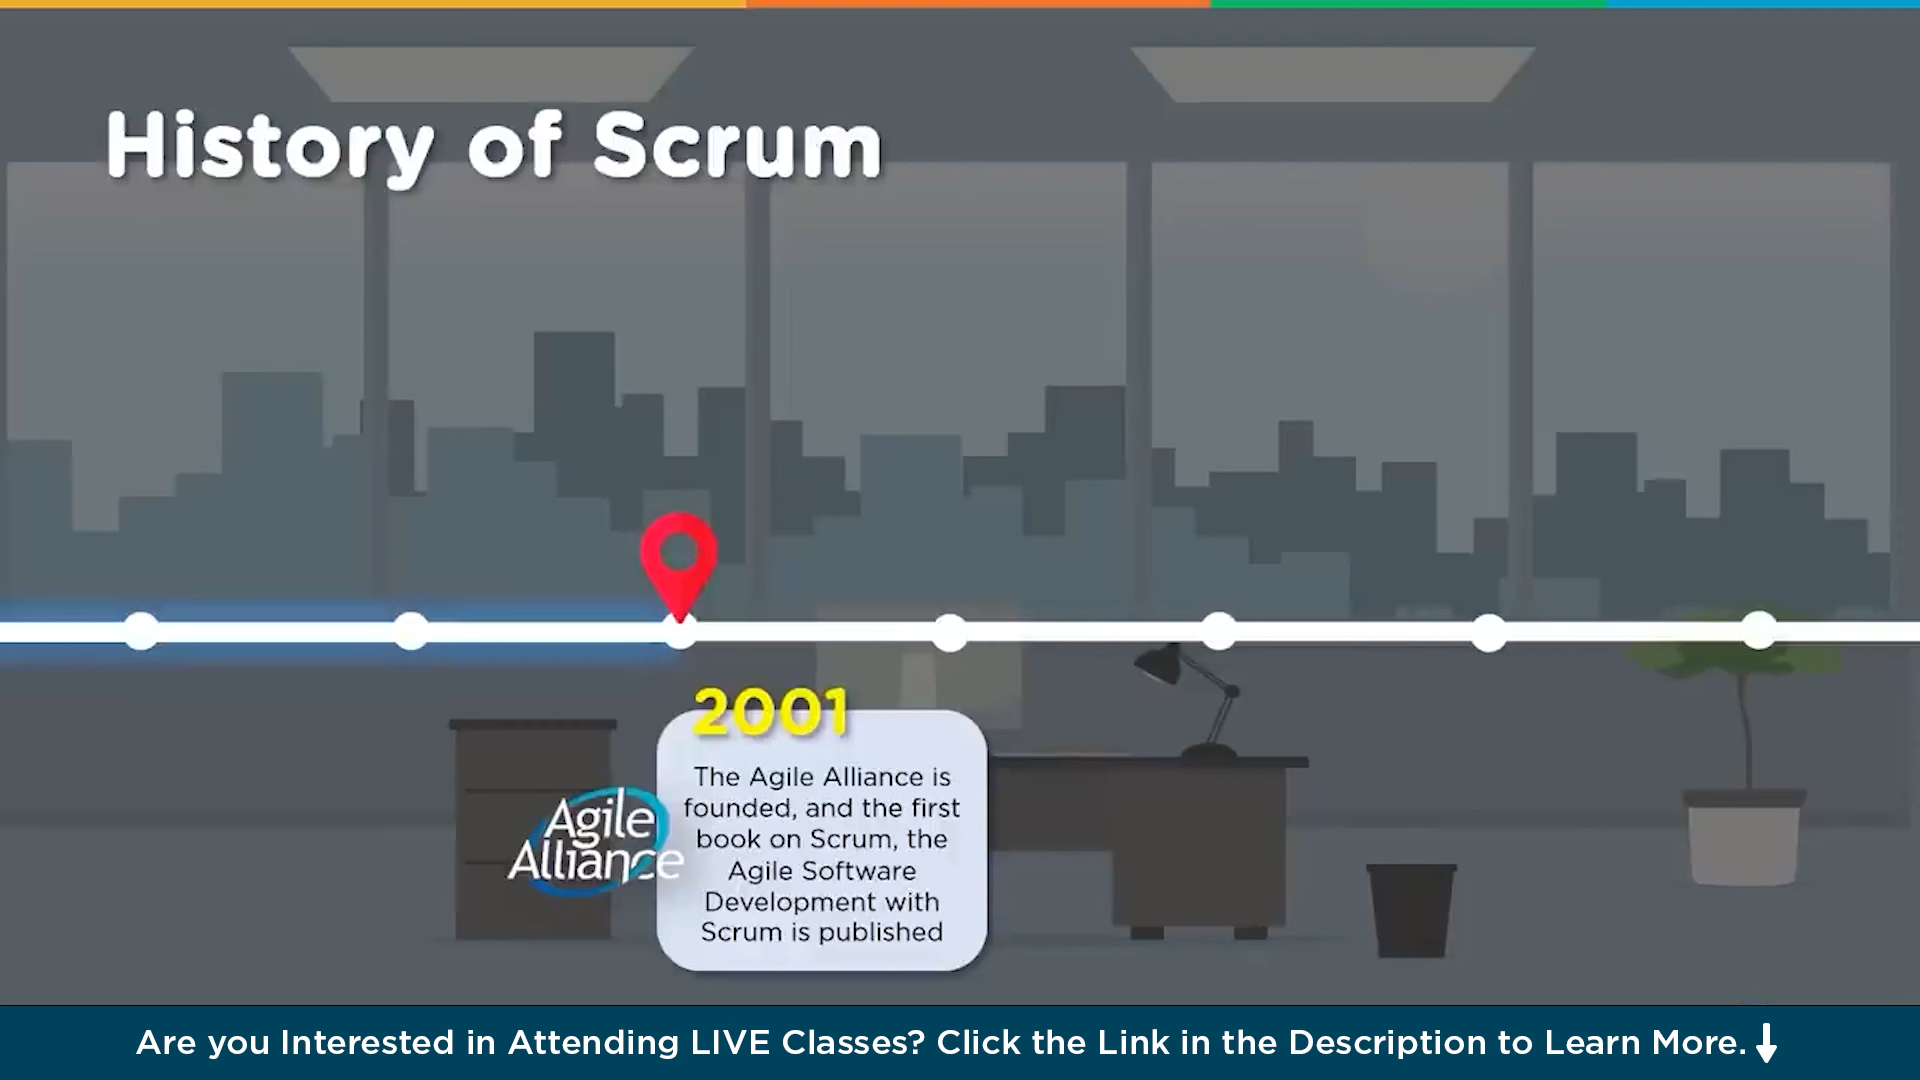 History of Scrum
2001
The Agile Alliance is
founded, and the first
book on Scrum, the
Agile Software
Development with
Scrum is published
Agile
Alliance
Are you Interested in Attending LIVE Classes? Click the Link in the Description to Learn More.